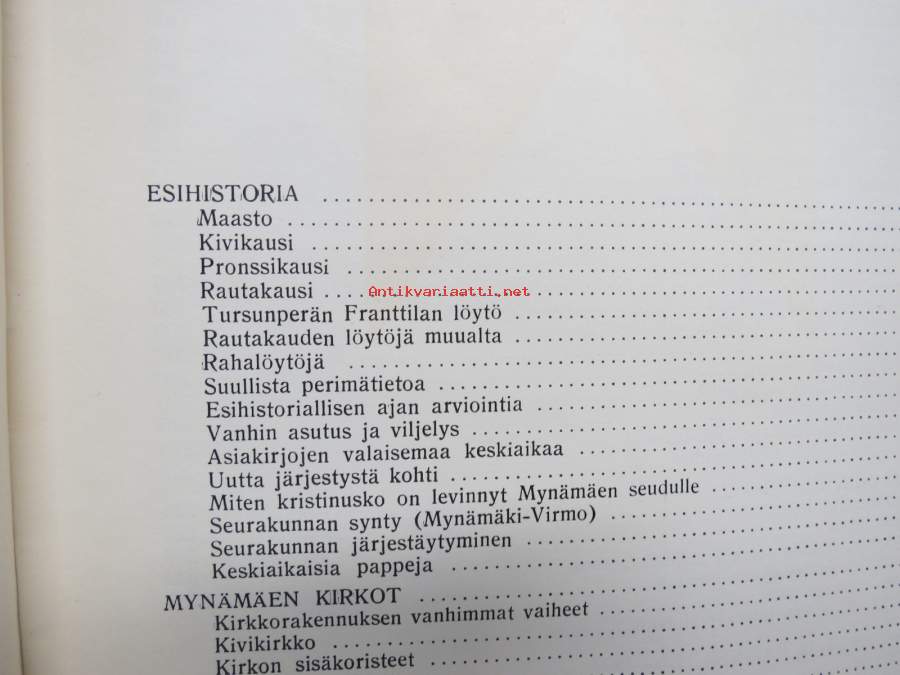 ESIHISTORIA
Maasto
Kivikausi
Pronssikausi
Rautakausi
Antikvariaatti.net
Tursunperän Franttilan löytö
Rautakauden löytöjä muualta
Rahalöytöjä
Suullista perimätietoa
Esihistoriallisen ajan arviointia
Vanhin asutus ja viljelys
Asiakirjojen valaisemaa keskiaikaa
Uutta järjestystä kohti
Miten kristinusko on levinnyt Mynämäen seudulle
Seurakunnan synty (Mynämäki-Virmo)
Seurakunnan järjestäytyminen
Keskiaikaisia pappeja
MYNÄMÄEN KIRKOT
Kirkkorakennuksen vanhimmat vaiheet
Kivikirkko
Kirkon sisäkoristeet